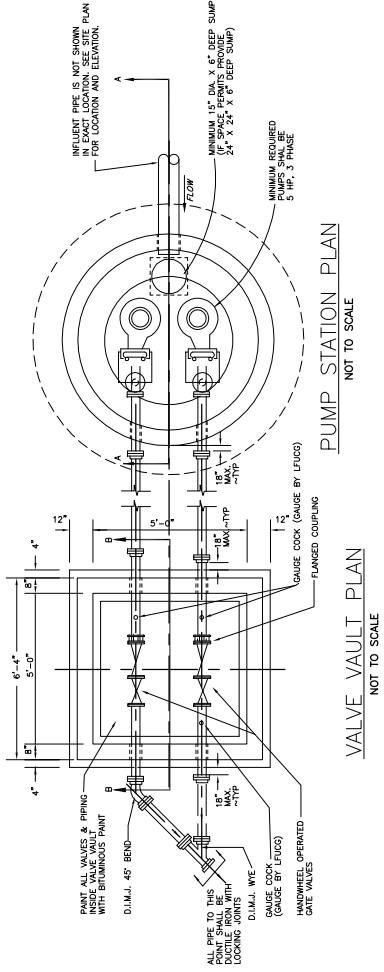 INFLUENT PIPE IS NOT SHOWN
IN EXACT LOCATION. SEE SITE PLAN
FOR LOCATION AND ELEVATION.
A
FLOW
MINIMUM 15" DIA. X 6" DEEP SUMP
(IF SPACE PERMITS PROVIDE
24" X 24" X 6" DEEP SUMP)
MINIMUM REQUIRED
PUMPS SHAL BE
5 HP, 3 PHASE
PUMP STATION PLAN
NOT TO SCALE
A
18"
MAX.
~TYP
12"
5'-0"
12"
B
18"
MAX.
~TYP
GAUGE COCK (GAUGE BY LFUCG)
FLANGED COUPLING
4"
8"
6'-4"
5'-0"
8"
4"
VALVE VAULT PLAN
NOT TO SCALE
PAINT ALL VALVES & PIPING
INSIDE VALVE VAULT
WITH BITUMINOUS PAINT
B
D.I.M.J. 45° BEND
18"
MAX.
~TYP
ALL PIPE TO THIS
POINT SHALL BE
DUCTILE IRON WITH
LOCKING JOINTS
D.I.M.J. WYE
GAUGE COCK
(GAUGE BY LFUCG)
HANDWHEEL OPERATED
GATE VALVES